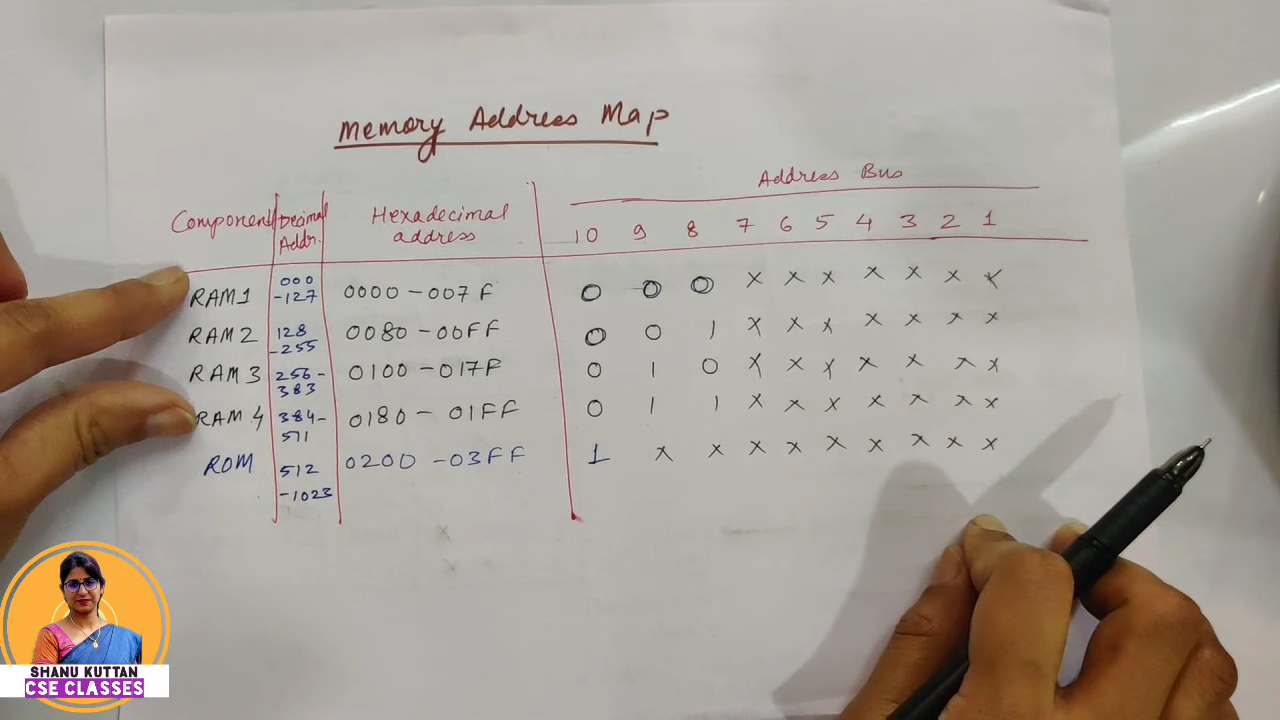 Memory Address Map
Component Decimal Addr. Hexadecimal address Address Bus
10 9 8 7 6 5 4 3 2 1
RAM1 000 -127 0000-007F 0 0 0 x x x x x x x
RAM2 128 -255 0080-00FF 0 0 1 x x x x x x x
RAM3 256-383 0100-017F 0 1 0 x x x x x x x
RAM4 384-511 0180-01FF 0 1 1 x x x x x x x
ROM 512 -1023 0200-03FF 1 x x x x x x x x x
SHANU KUTTAN
CSE CLASSES